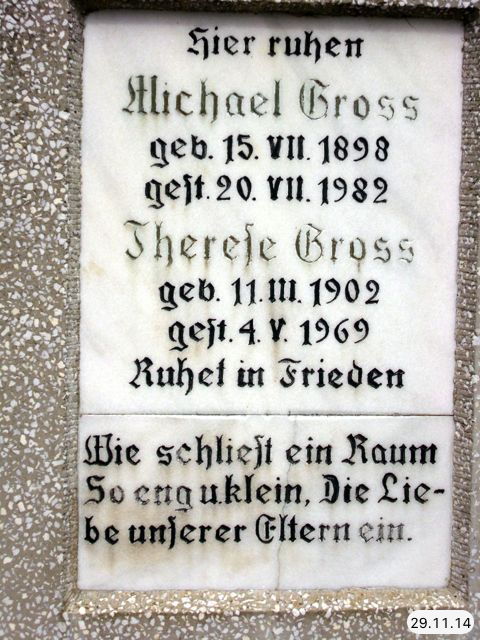 Hier ruhen
Michael Gross
geb. 15. VII. 1898
gest. 20. VII. 1982
Therese Gross
geb. 11. III. 1902
gest. 4. V. 1969
Ruhet in Frieden
Wie schliest ein Raum
So eng u.klein, Die Lie-
be unserer Eltern ein.
29.11.14